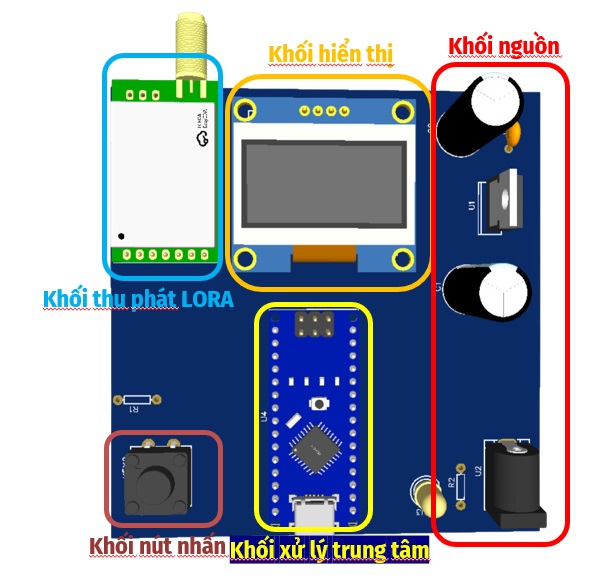 Khối hiển thị
Khối nguồn
U1
Khối thu phát LORA
C1
R1
U4
U2
R2
Khối nút nhấn
Khối xử lý trung tâm